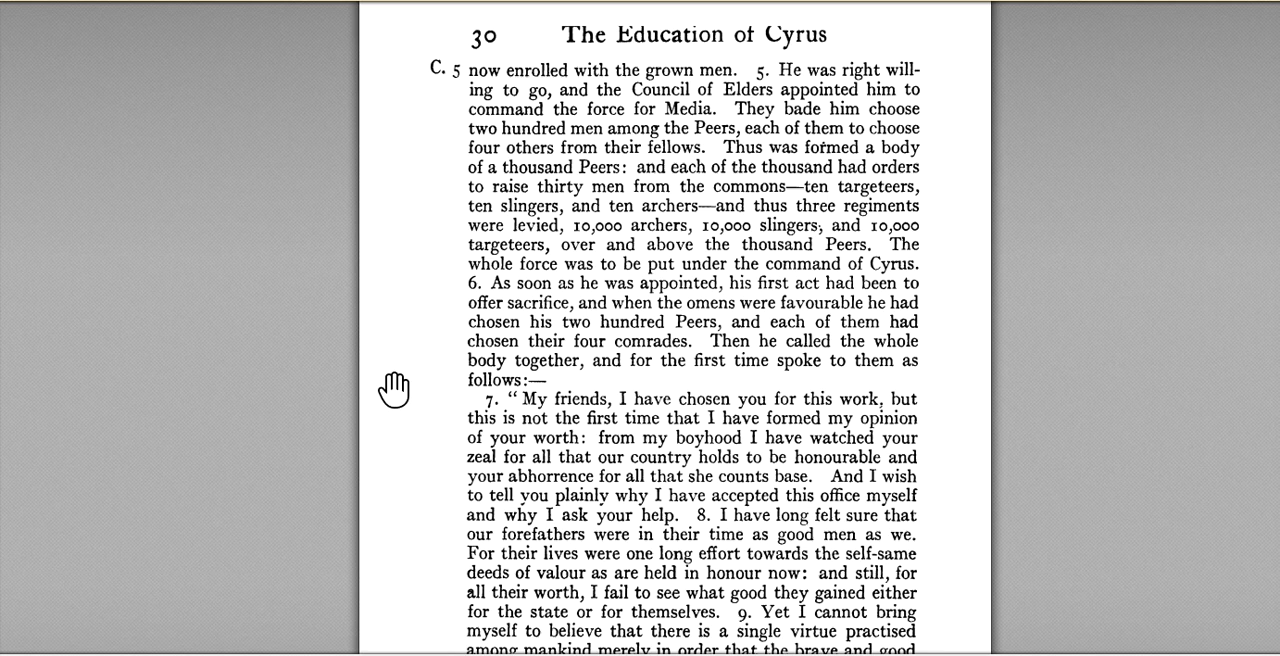 30 The Education of Cyrus
C. 5 now enrolled with the grown men. 5. He was right will-
ing to go, and the Council of Elders appointed him to
command the force for Media. They bade him choose
two hundred men among the Peers, each of them to choose
four others from their fellows. Thus was formed a body
of a thousand Peers: and each of the thousand had orders
to raise thirty men from the commons—ten targeteers,
ten slingers, and ten archers—and thus three regiments
were levied, 10,000 archers, 10,000 slingers, and 10,000
targeteers, over and above the thousand Peers. The
whole force was to be put under the command of Cyrus.
6. As soon as he was appointed, his first act had been to
offer sacrifice, and when the omens were favourable he had
chosen his two hundred Peers, and each of them had
chosen their four comrades. Then he called the whole
body together, and for the first time spoke to them as
follows:—
7. “ My friends, I have chosen you for this work, but
this is not the first time that I have formed my opinion
of your worth: from my boyhood I have watched your
zeal for all that our country holds to be honourable and
your abhorrence for all that she counts base. And I wish
to tell you plainly why I have accepted this office myself
and why I ask your help. 8. I have long felt sure that
our forefathers were in their time as good men as we.
For their lives were one long effort towards the self-same
deeds of valour as are held in honour now: and still, for
all their worth, I fail to see what good they gained either
for the state or for themselves. 9. Yet I cannot bring
myself to believe that there is a single virtue practised
among mankind merely in order that the brave and good